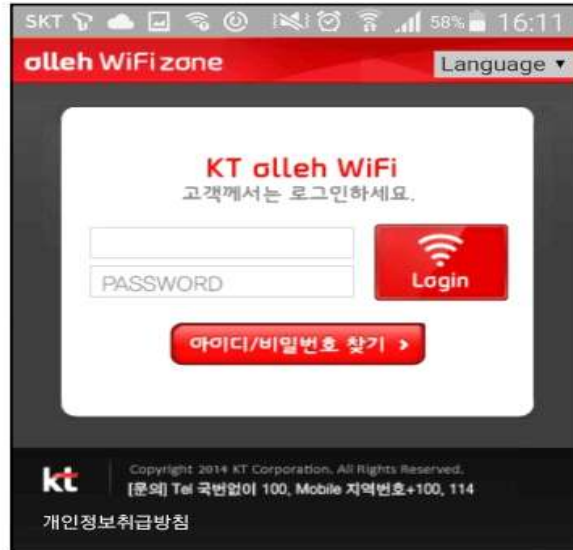 SKT 58% 16:11
olleh WiFi zone Language ▼
KT olleh WiFi
고객께서는 로그인하세요.
PASSWORD
Login
아이디/비밀번호 찾기 >
kt Copyright 2014 KT Corporation. All Rights Reserved.
[문의] Tel 국번없이 100, Mobile 지역번호+100, 114
개인정보취급방침